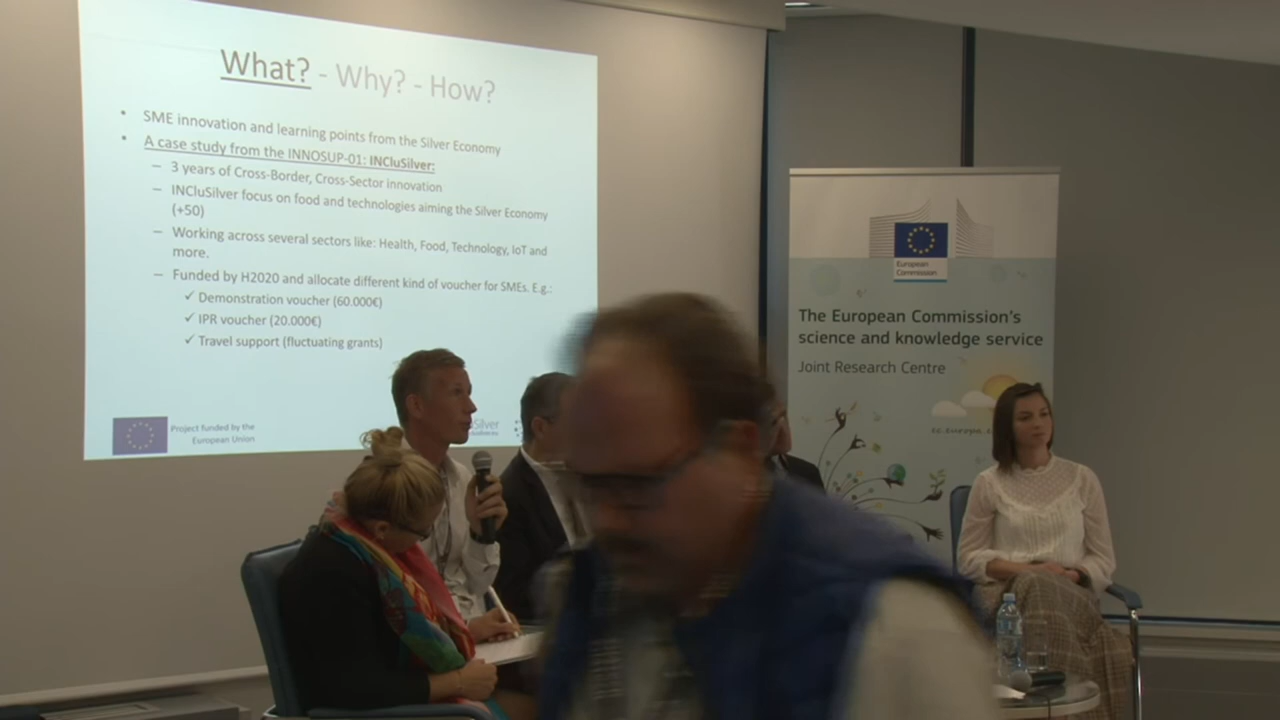 What? - Why? - How?
• SME innovation and learning points from the Silver Economy
• A case study from the INNOSUP-01: INCluSilver:
– 3 years of Cross-Border, Cross-Sector innovation
– INCluSilver focus on food and technologies aiming the Silver Economy
(+50)
– Working across several sectors like: Health, Food, Technology, IoT and
more.
– Funded by H2020 and allocate different kind of voucher for SMEs. E.g.:
✓ Demonstration voucher (60.000€)
✓ IPR voucher (20.000€)
✓ Travel support (fluctuating grants)
Project funded by the
European Union
European
Commission
The European Commission's
science and knowledge service
Joint Research Centre